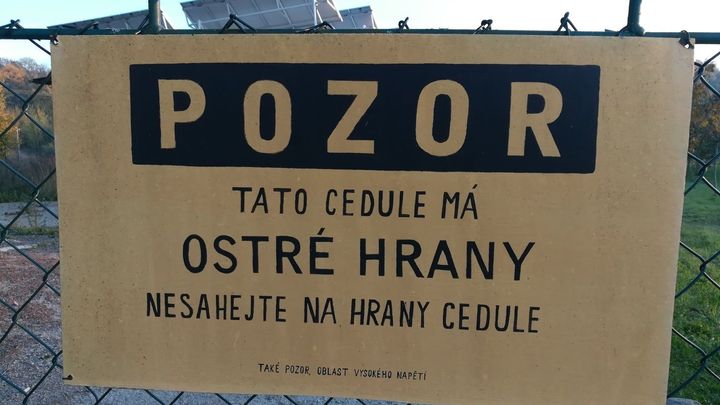 POZOR
TATO CEDULE MÁ
OSTRÉ HRANY
NESAHEJTE NA HRANY CEDULE
TAKÉ POZOR, OBLAST VYSOKÉHO NAPĚTÍ